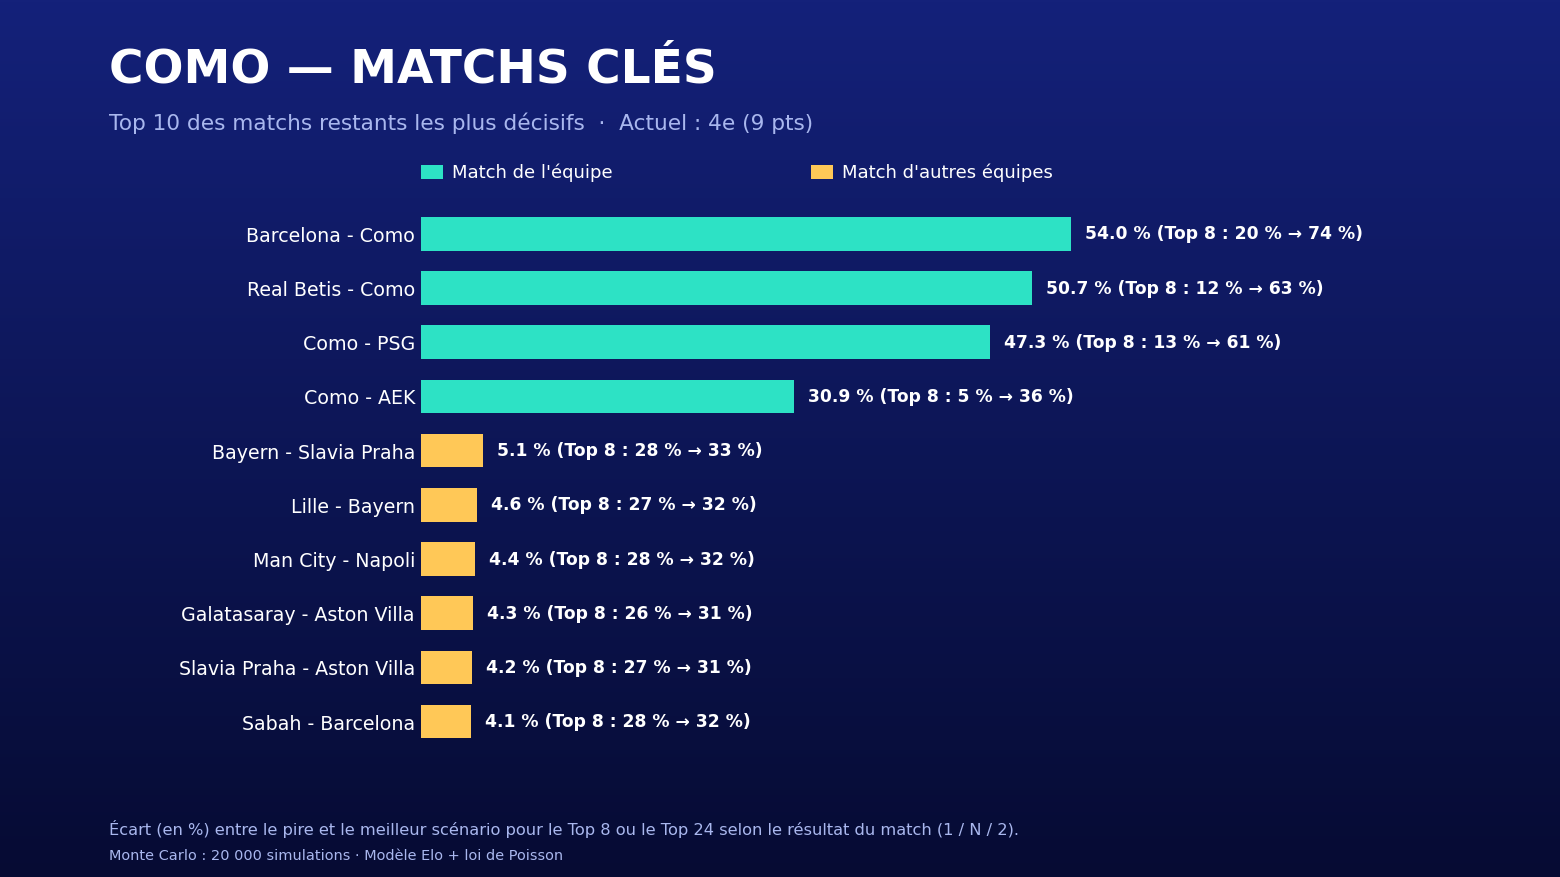 COMO — MATCHS CLÉS
Top 10 des matchs restants les plus décisifs · Actuel : 4e (9 pts)
Match de l'équipe
Match d'autres équipes
Barcelona - Como 54.0 % (Top 8 : 20 % → 74 %)
Real Betis - Como 50.7 % (Top 8 : 12 % → 63 %)
Como - PSG 47.3 % (Top 8 : 13 % → 61 %)
Como - AEK 30.9 % (Top 8 : 5 % → 36 %)
Bayern - Slavia Praha 5.1 % (Top 8 : 28 % → 33 %)
Lille - Bayern 4.6 % (Top 8 : 27 % → 32 %)
Man City - Napoli 4.4 % (Top 8 : 28 % → 32 %)
Galatasaray - Aston Villa 4.3 % (Top 8 : 26 % → 31 %)
Slavia Praha - Aston Villa 4.2 % (Top 8 : 27 % → 31 %)
Sabah - Barcelona 4.1 % (Top 8 : 28 % → 32 %)
Écart (en %) entre le pire et le meilleur scénario pour le Top 8 ou le Top 24 selon le résultat du match (1 / N / 2).
Monte Carlo : 20 000 simulations · Modèle Elo + loi de Poisson